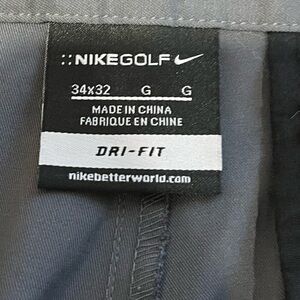 ::NIKEGOLF
34x32 G G
MADE IN CHINA
FABRIQUE EN CHINE
DRI-FIT
nikebetterworld.com